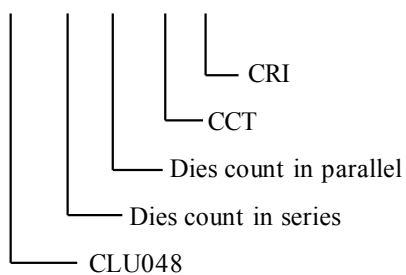 CRI
CCT
Dies count in parallel
Dies count in series
CLU048